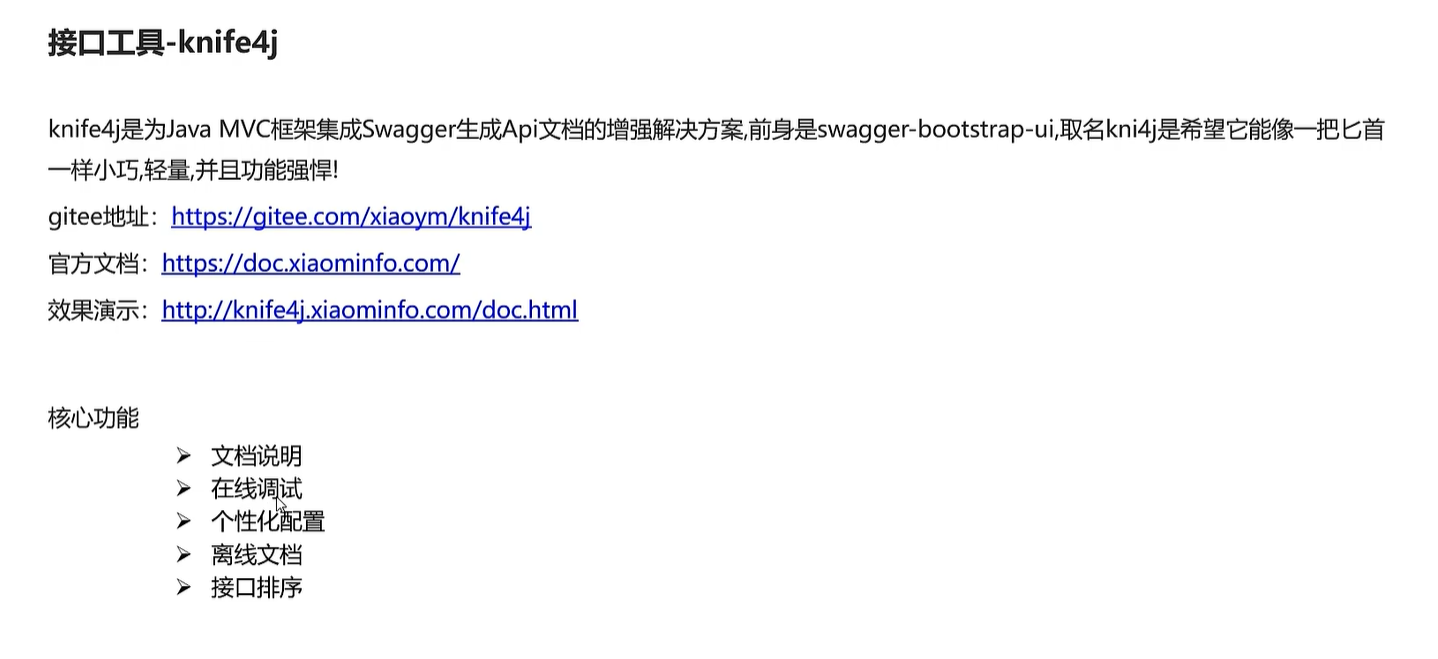 接口工具-knife4j
knife4j是为Java MVC框架集成Swagger生成Api文档的增强解决方案,前身是swagger-bootstrap-ui,取名kni4j是希望它能像一把匕首
一样小巧,轻量,并且功能强悍!
gitee地址：https://gitee.com/xiaoym/knife4j
官方文档：https://doc.xiaominfo.com/
效果演示：http://knife4j.xiaominfo.com/doc.html
核心功能
➢ 文档说明
➢ 在线调试
➢ 个性化配置
➢ 离线文档
➢ 接口排序